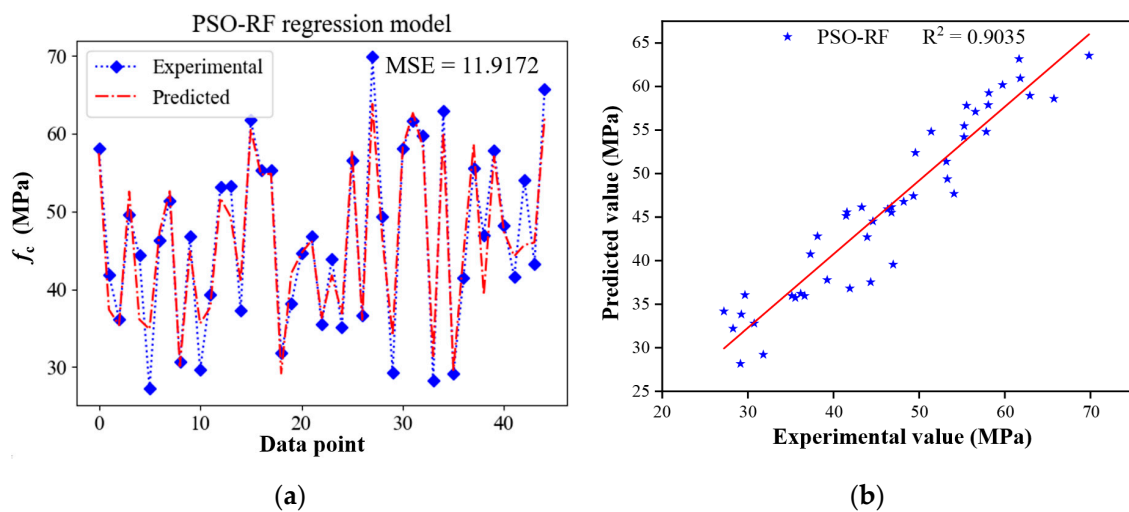 PSO-RF regression model
Experimental
Predicted
MSE = 11.9172
70
60
50
40
30
f_c (MPa)
0
10
20
30
40
Data point
(a)
PSO-RF R² = 0.9035
65
60
55
50
45
40
35
30
25
Predicted value (MPa)
20
30
40
50
60
70
Experimental value (MPa)
(b)